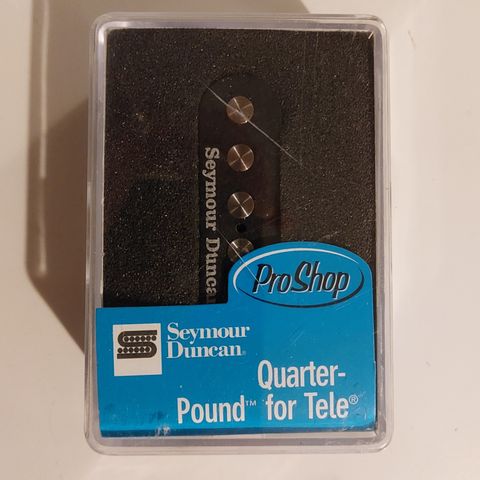 Seymour Duncan
ProShop
Seymour
Duncan®
Quarter-
Pound™ for Tele®